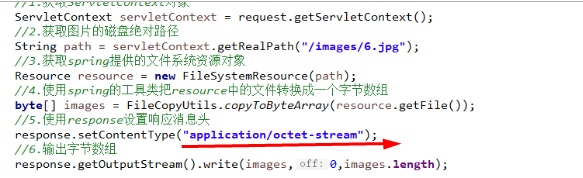 //1.获取ServletContext对象
ServletContext servletContext = request.getServletContext();
//2.获取图片的磁盘绝对路径
String path = servletContext.getRealPath("/images/6.jpg");
//3.获取spring提供的文件系统资源对象
Resource resource = new FileSystemResource(path);
//4.使用spring的工具类把resource中的文件转换成一个字节数组
byte[] images = FileCopyUtils.copyToByteArray(resource.getFile());
//5.使用response设置响应消息头
response.setContentType("application/octet-stream");
//6.输出字节数组
response.getOutputStream().write(images, off: 0,images.length);